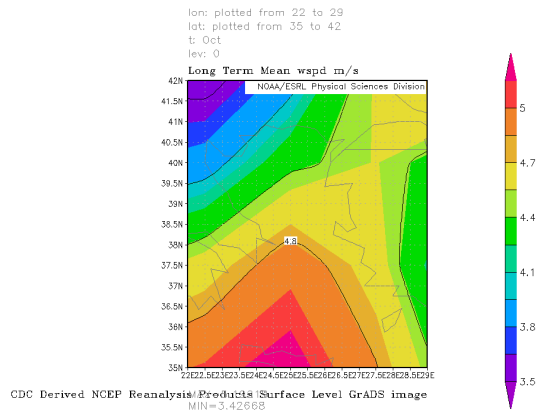 lon: plotted from 22 to 29
lat: plotted from 35 to 42
t: Oct
lev: 0
Long Term Mean wspd m/s
NOAA/ESRL Physical Sciences Division
42N
41.5N
41N
40.5N
40N
39.5N
39N
38.5N
38N
37.5N
37N
36.5N
36N
35.5N
35N
4.8
22E22.5E23E23.5E24E24.5E25E25.5E26E26.5E27E27.5E28E28.5E29E
5
4.7
4.4
4.1
3.8
3.5
CDC Derived NCEP Reanalysis Products Surface Level GrADS image
MIN=3.42668